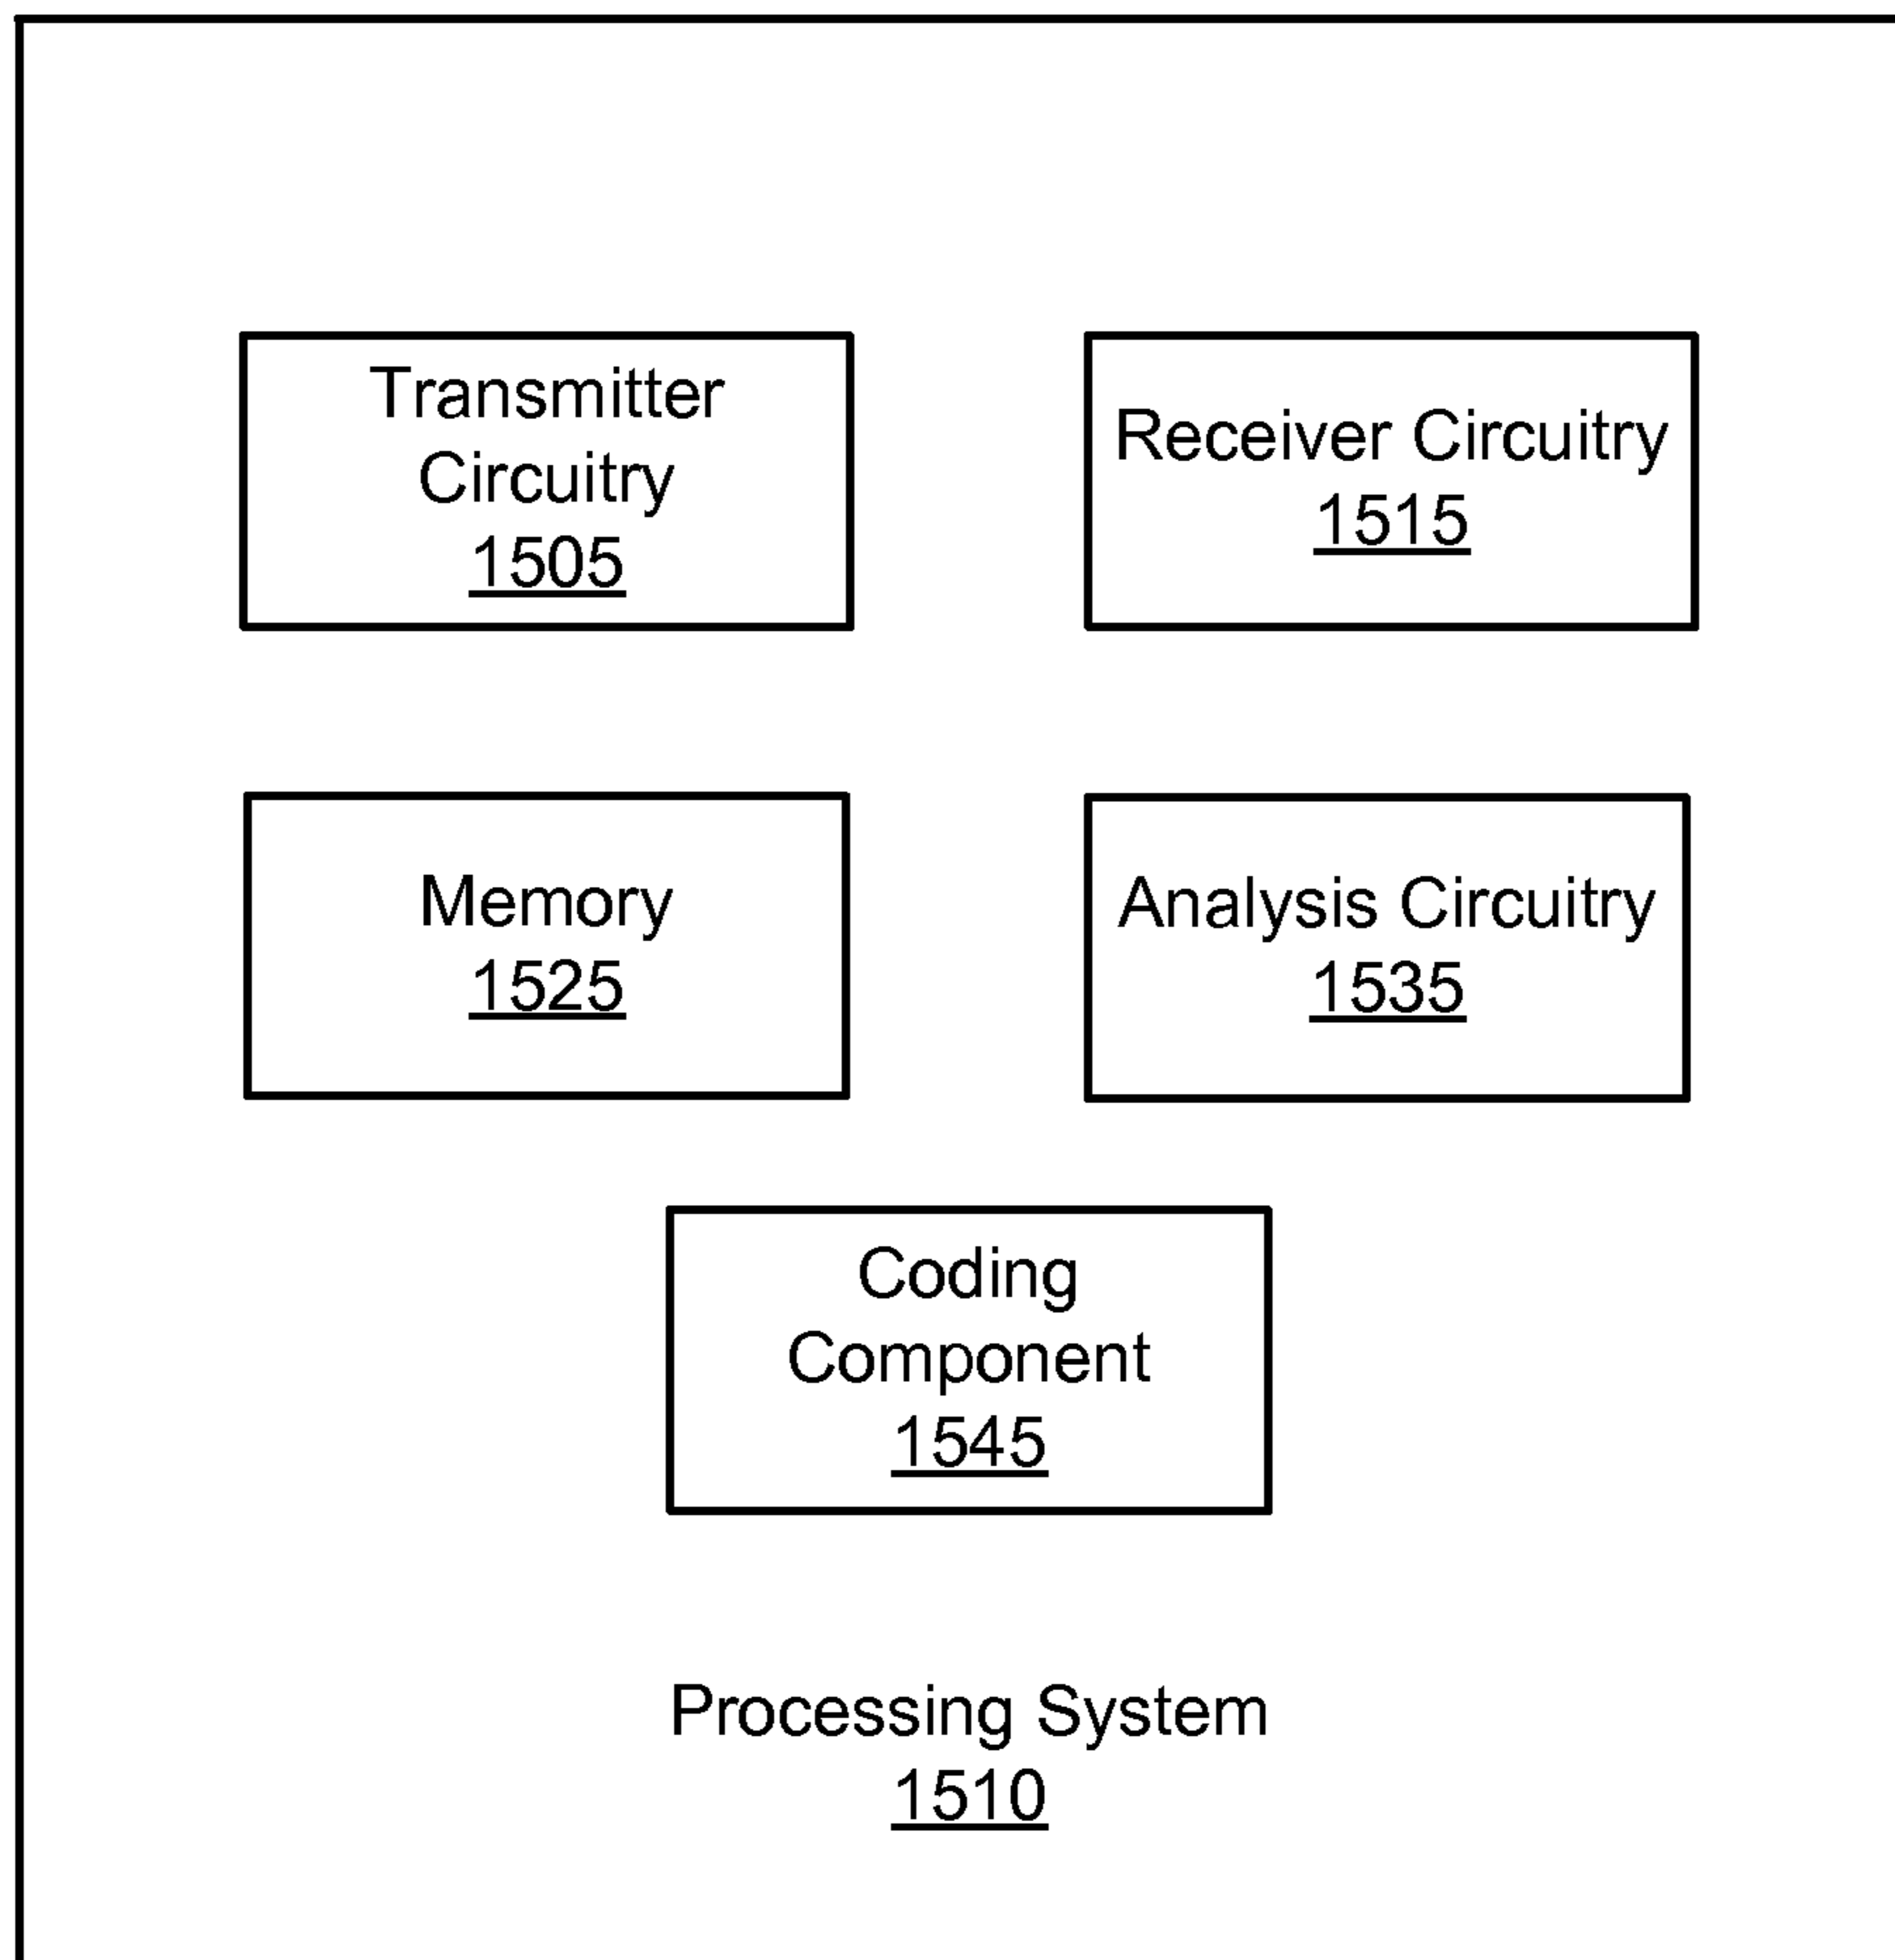 Transmitter
Circuitry
1505
Receiver Circuitry
1515
Memory
1525
Analysis Circuitry
1535
Coding
Component
1545
Processing System
1510